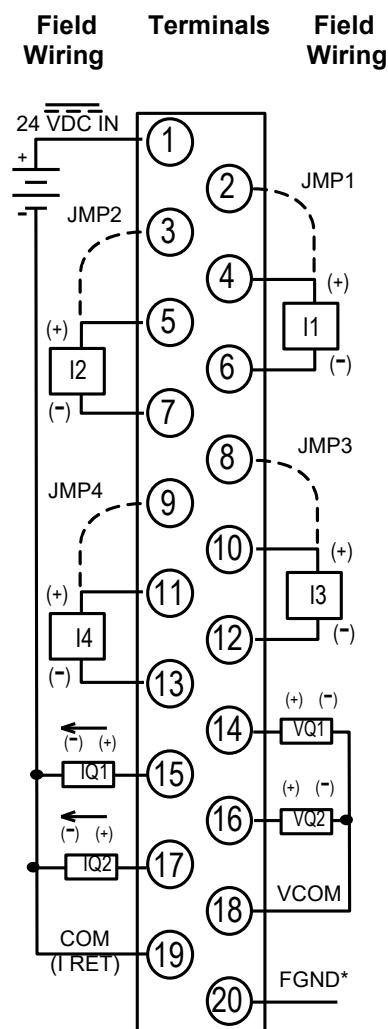 Field Wiring
Terminals
Field Wiring
24 VDC IN
+
-
1
2
JMP1
JMP2
3
4
(+)
5
(+)
I1
I2
6
(-)
(-)
7
8
JMP3
JMP4
9
10
(+)
11
(+)
I3
I4
12
(-)
(-)
13
(+) (-)
14
VQ1
(-) (+)
IQ1
15
(+) (-)
16
VQ2
(-) (+)
IQ2
17
VCOM
18
COM
(I RET)
19
FGND*
20